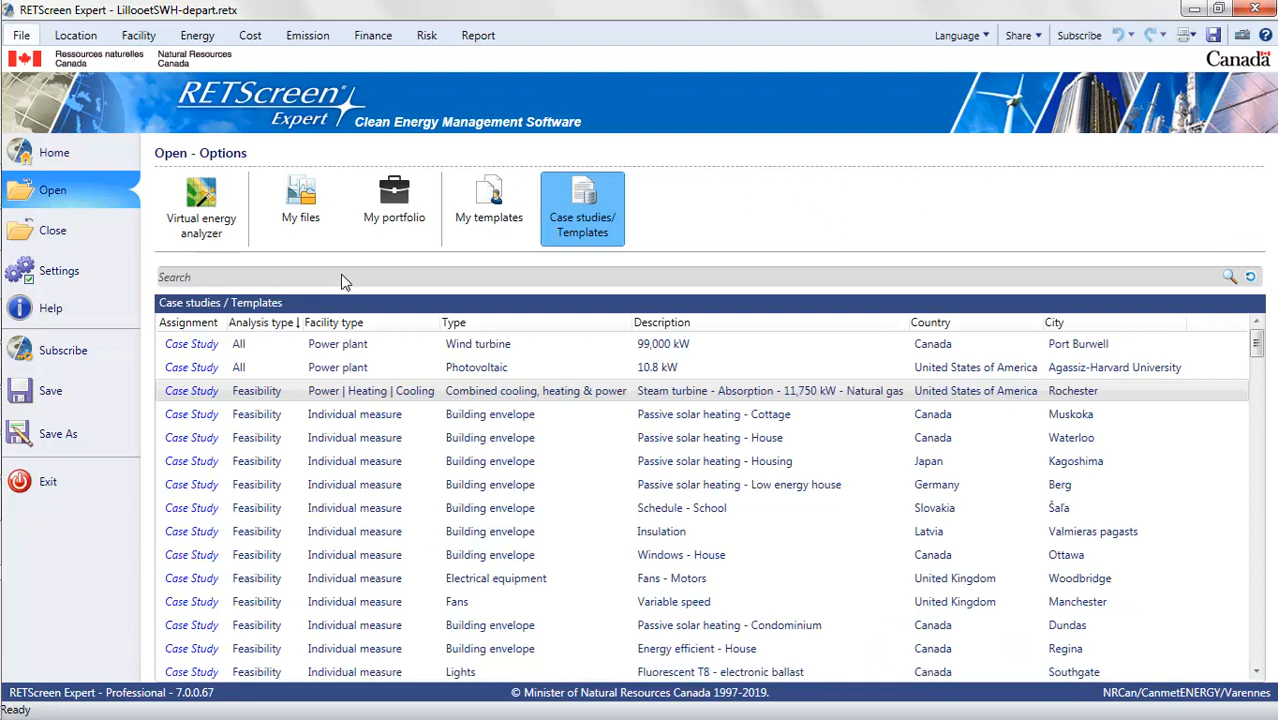 RETScreen Expert - LillooetSWH-depart.retx
File Location Facility Energy Cost Emission Finance Risk Report Language Share Subscribe
Ressources naturelles Canada
Natural Resources Canada
Canada
RETScreen® Expert
Clean Energy Management Software
Home
Open
Close
Settings
Help
Subscribe
Save
Save As
Exit
Open - Options
Virtual energy analyzer
My files
My portfolio
My templates
Case studies/ Templates
Search
Case studies / Templates
Assignment Analysis type Facility type Type Description Country City
Case Study All Power plant Wind turbine 99,000 kW Canada Port Burwell
Case Study All Power plant Photovoltaic 10.8 kW United States of America Agassiz-Harvard University
Case Study Feasibility Power | Heating | Cooling Combined cooling, heating & power Steam turbine - Absorption - 11,750 kW - Natural gas United States of America Rochester
Case Study Feasibility Individual measure Building envelope Passive solar heating - Cottage Canada Muskoka
Case Study Feasibility Individual measure Building envelope Passive solar heating - House Canada Waterloo
Case Study Feasibility Individual measure Building envelope Passive solar heating - Housing Japan Kagoshima
Case Study Feasibility Individual measure Building envelope Passive solar heating - Low energy house Germany Berg
Case Study Feasibility Individual measure Building envelope Schedule - School Slovakia Šaľa
Case Study Feasibility Individual measure Building envelope Insulation Latvia Valmieras pagasts
Case Study Feasibility Individual measure Building envelope Windows - House Canada Ottawa
Case Study Feasibility Individual measure Electrical equipment Fans - Motors United Kingdom Woodbridge
Case Study Feasibility Individual measure Fans Variable speed United Kingdom Manchester
Case Study Feasibility Individual measure Building envelope Passive solar heating - Condominium Canada Dundas
Case Study Feasibility Individual measure Building envelope Energy efficient - House Canada Regina
Case Study Feasibility Individual measure Lights Fluorescent T8 - electronic ballast Canada Southgate
RETScreen Expert - Professional - 7.0.0.67 © Minister of Natural Resources Canada 1997-2019. NRCan/CanmetENERGY/Varennes
Ready